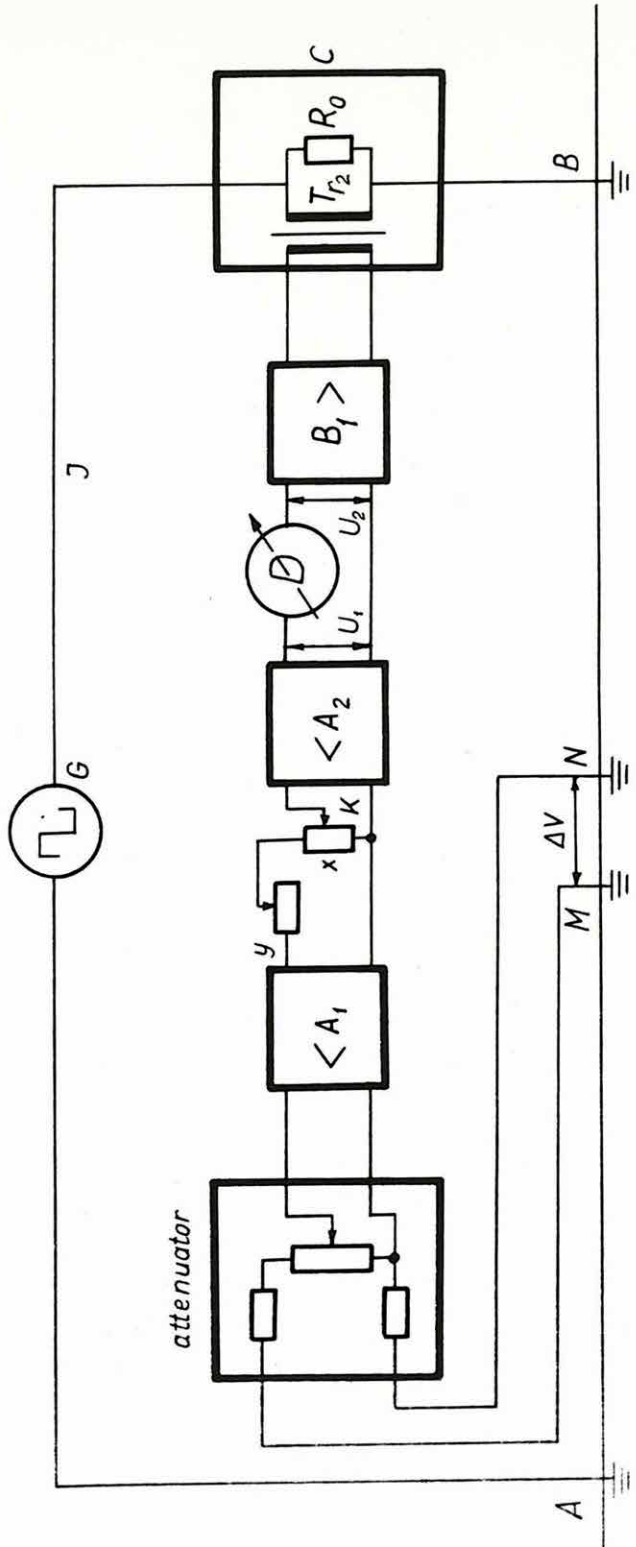 G
J
attenuator
< A₁
y
x
K
< A₂
U₁
D
U₂
B₁ >
Tr₂
R₀
C
A
M
ΔV
N
B